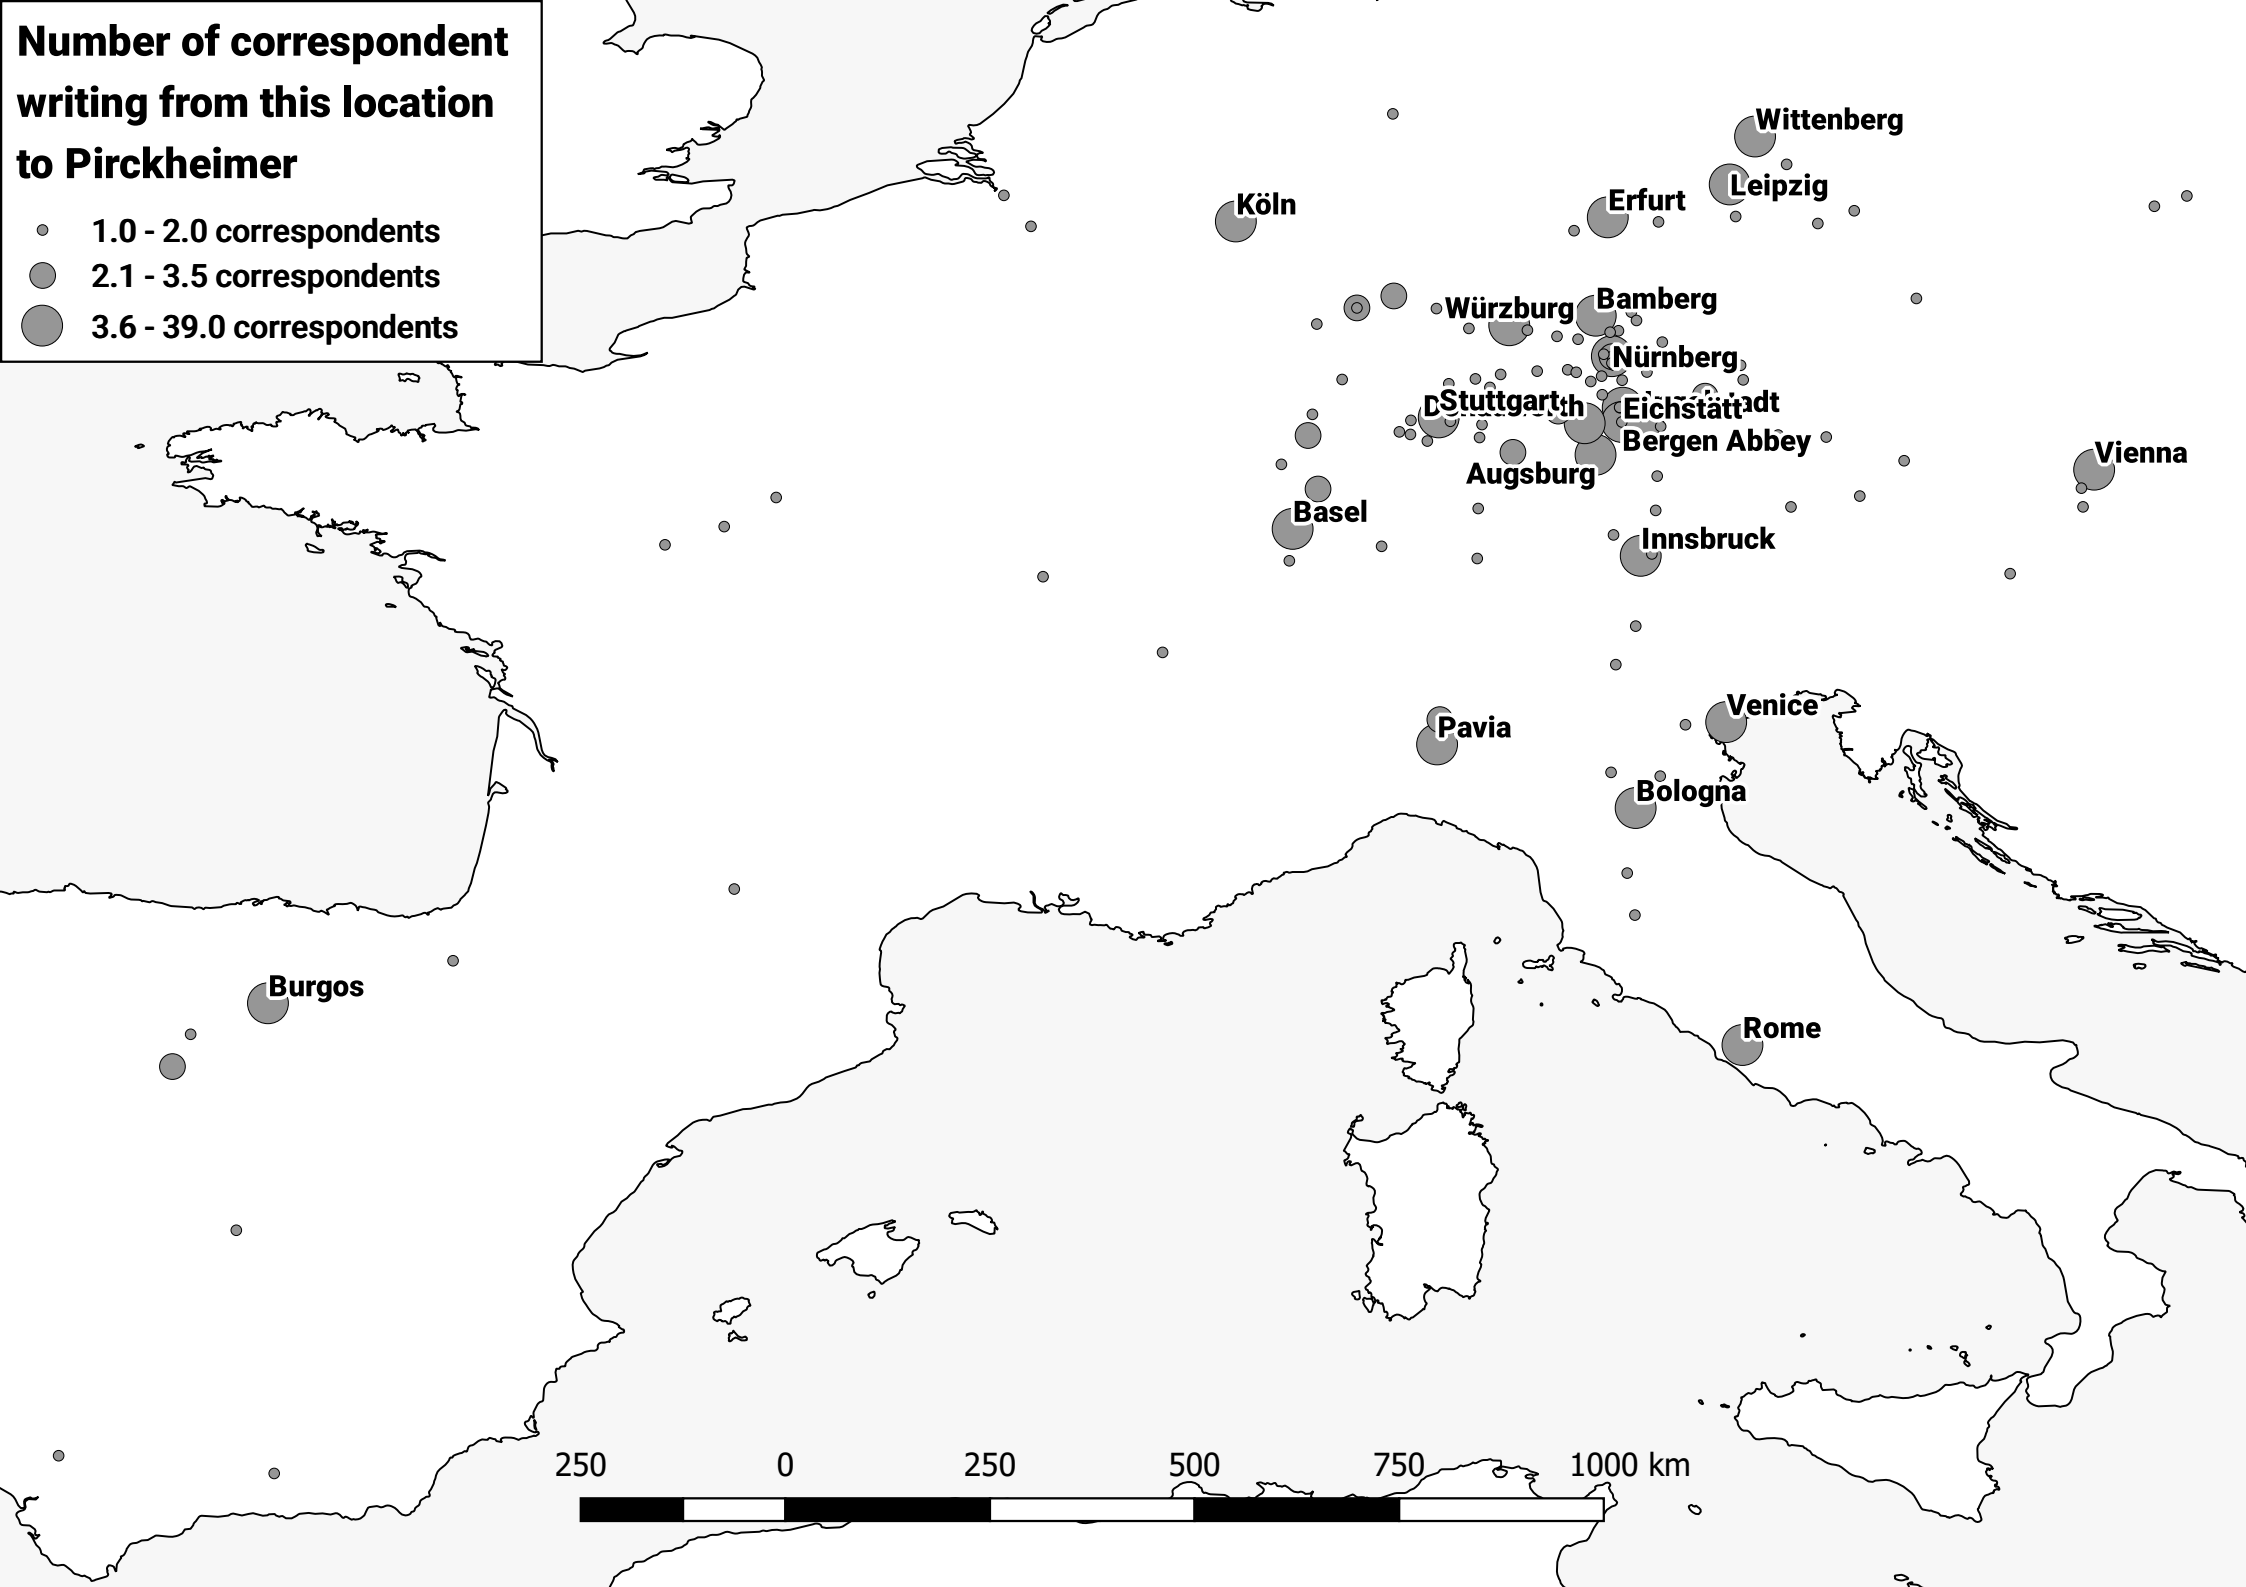 Number of correspondent
writing from this location
to Pirckheimer
1.0 - 2.0 correspondents
2.1 - 3.5 correspondents
3.6 - 39.0 correspondents
Wittenberg
Leipzig
Köln
Erfurt
Würzburg
Bamberg
Nürnberg
Stuttgart
Eichstätt
Bergen Abbey
Augsburg
Vienna
Basel
Innsbruck
Venice
Pavia
Bologna
Burgos
Rome
250 0 250 500 750 1000 km